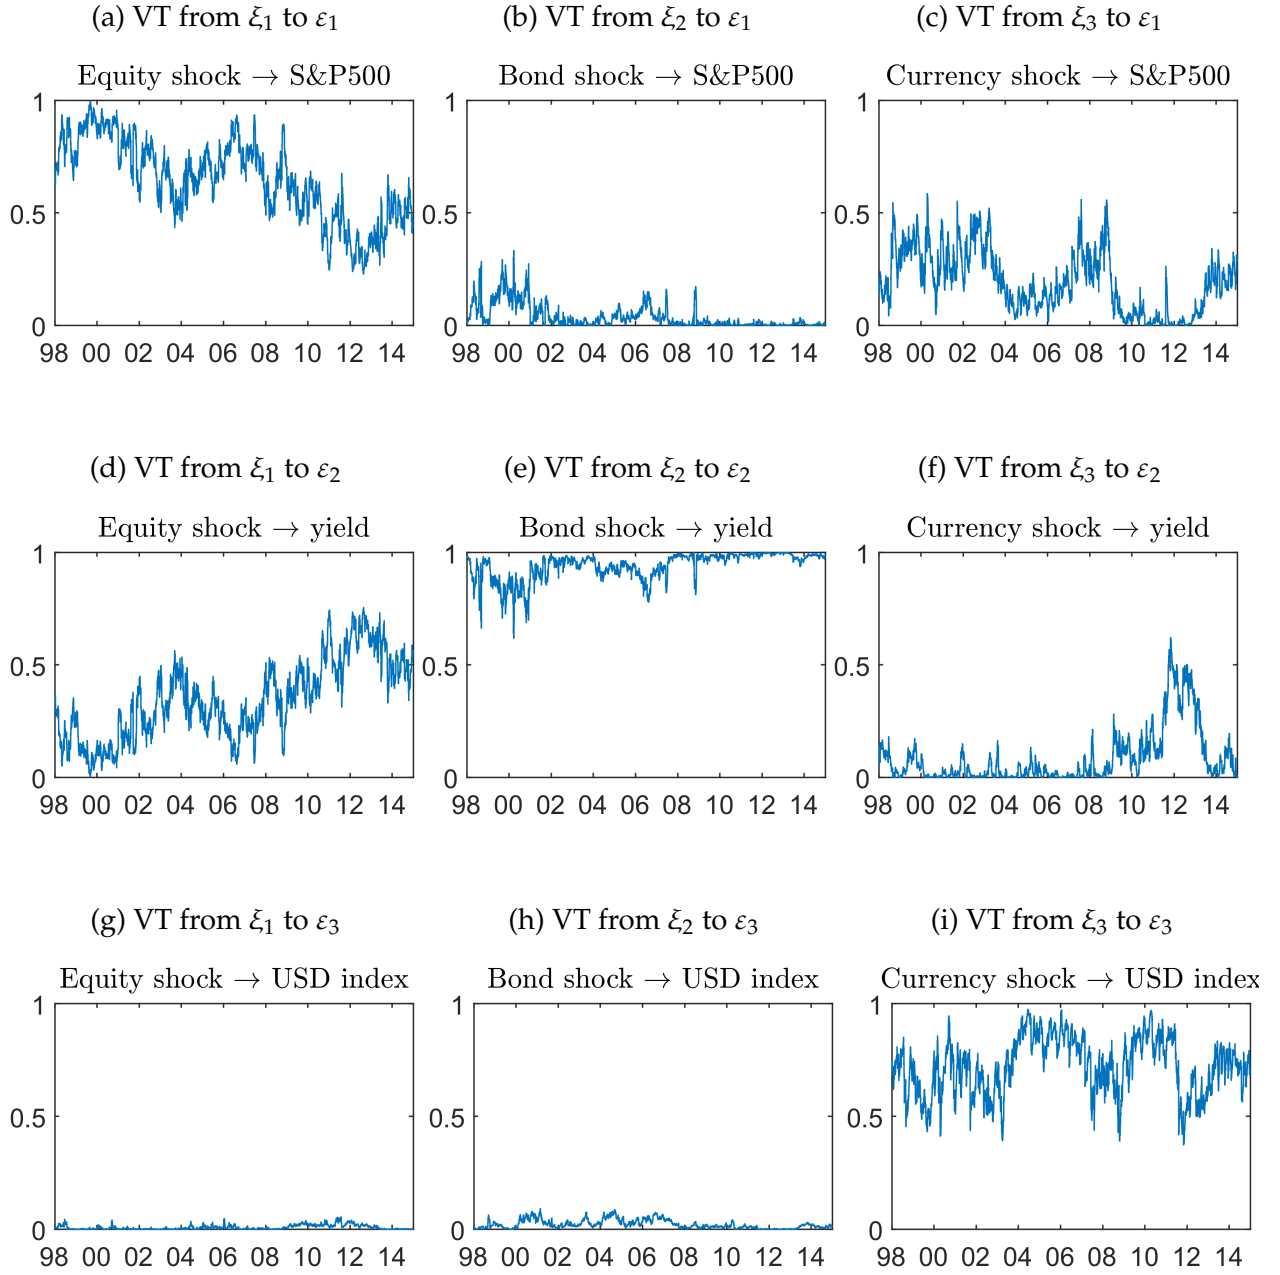 (a) VT from ξ1 to ε1
(b) VT from ξ2 to ε1
(c) VT from ξ3 to ε1
Equity shock → S&P500
Bond shock → S&P500
Currency shock → S&P500
1
0.5
0
98 00 02 04 06 08 10 12 14
1
0.5
0
98 00 02 04 06 08 10 12 14
1
0.5
0
98 00 02 04 06 08 10 12 14
(d) VT from ξ1 to ε2
(e) VT from ξ2 to ε2
(f) VT from ξ3 to ε2
Equity shock → yield
Bond shock → yield
Currency shock → yield
1
0.5
0
98 00 02 04 06 08 10 12 14
1
0.5
0
98 00 02 04 06 08 10 12 14
1
0.5
0
98 00 02 04 06 08 10 12 14
(g) VT from ξ1 to ε3
(h) VT from ξ2 to ε3
(i) VT from ξ3 to ε3
Equity shock → USD index
Bond shock → USD index
Currency shock → USD index
1
0.5
0
98 00 02 04 06 08 10 12 14
1
0.5
0
98 00 02 04 06 08 10 12 14
1
0.5
0
98 00 02 04 06 08 10 12 14